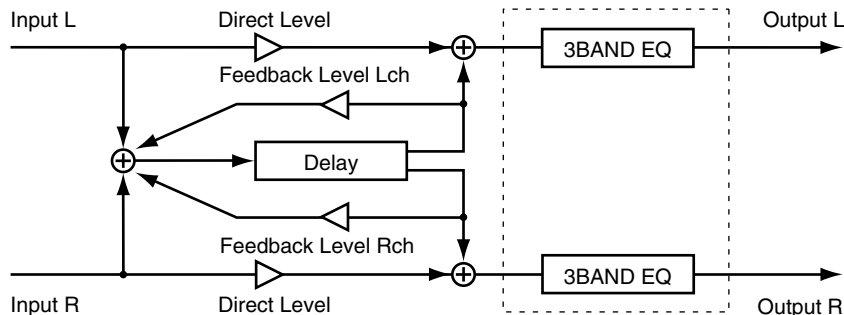 Input L
Direct Level
Output L
3BAND EQ
Feedback Level Lch
Delay
Feedback Level Rch
3BAND EQ
Input R
Direct Level
Output R